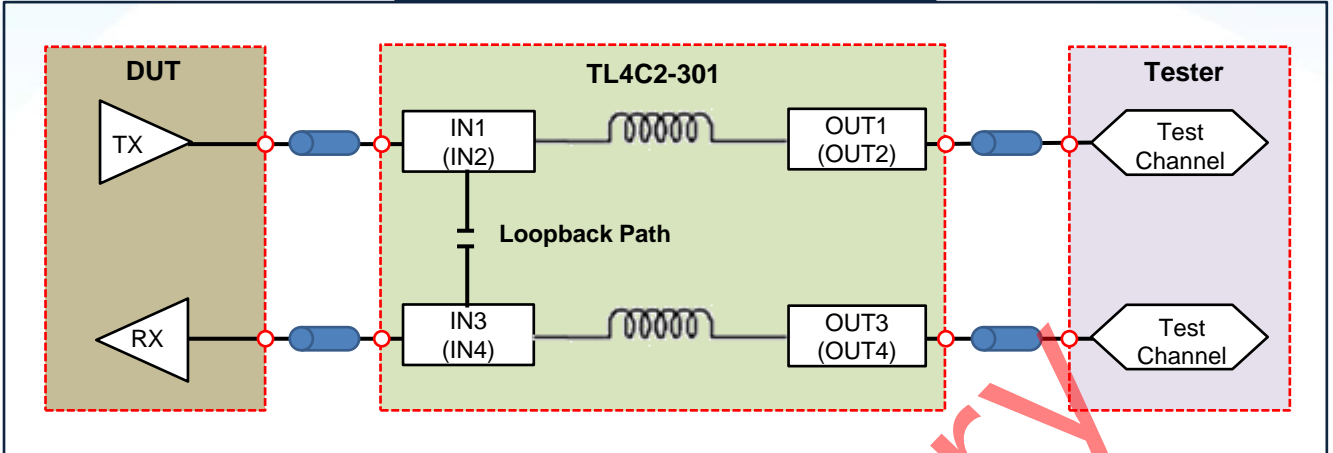 DUT
TL4C2-301
Tester
TX
IN1
(IN2)
OUT1
(OUT2)
Test
Channel
Loopback Path
RX
IN3
(IN4)
OUT3
(OUT4)
Test
Channel